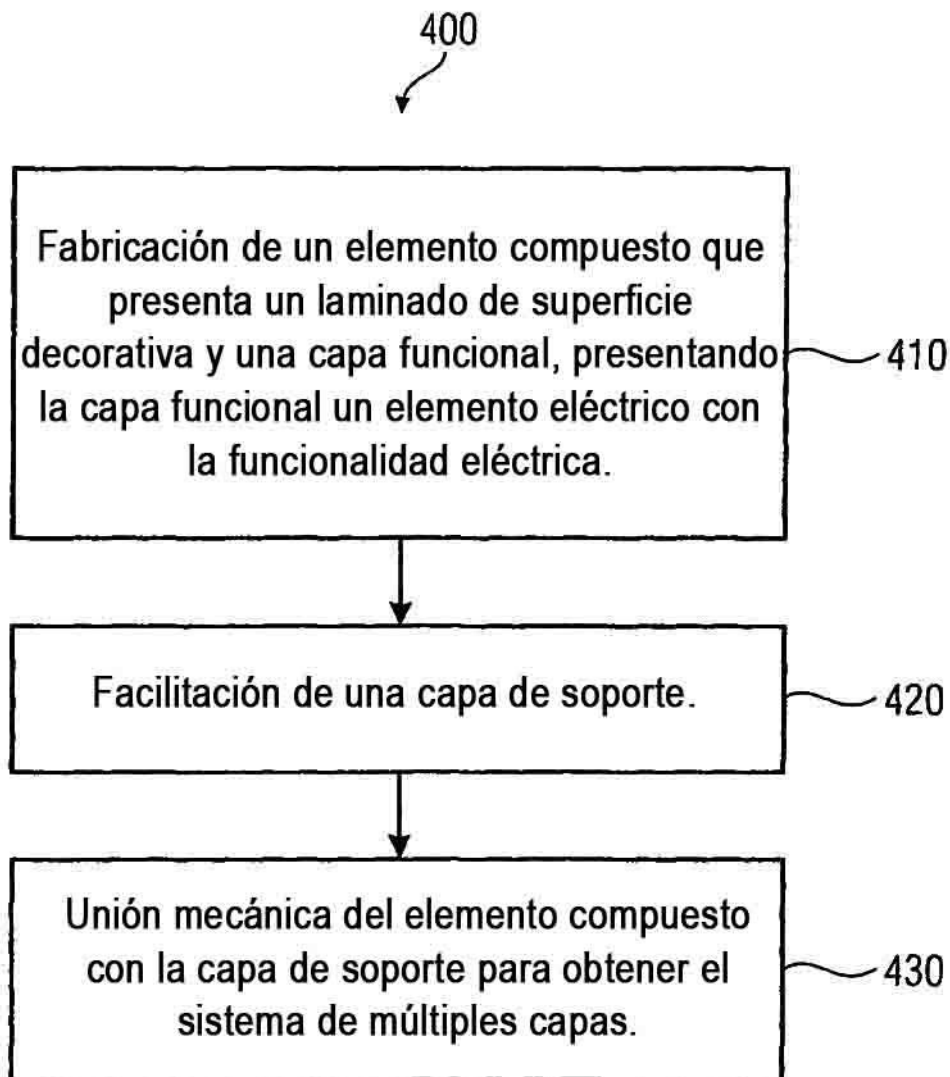 400
Fabricación de un elemento compuesto que
presenta un laminado de superficie
decorativa y una capa funcional, presentando
la capa funcional un elemento eléctrico con
la funcionalidad eléctrica.
410
Facilitación de una capa de soporte.
420
Unión mecánica del elemento compuesto
con la capa de soporte para obtener el
sistema de múltiples capas.
430